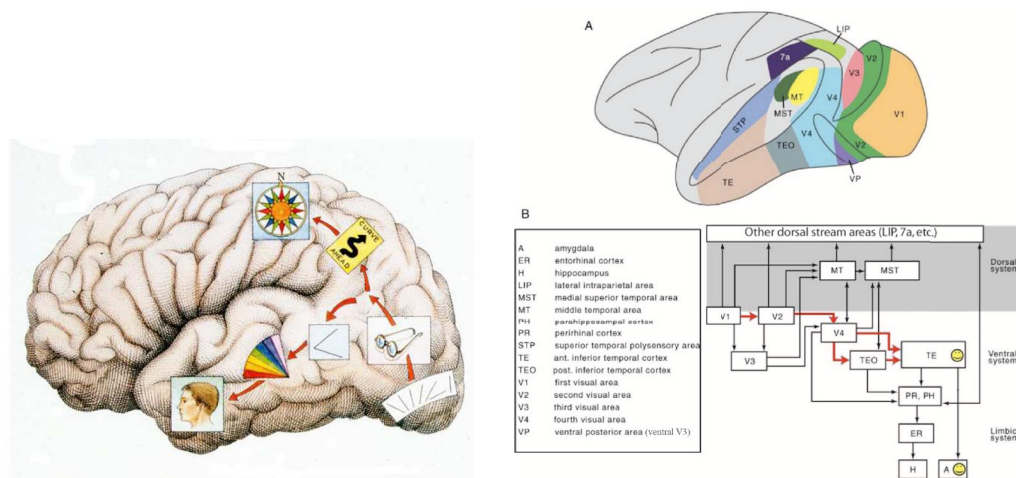 N
CURVE
AHEAD
A
LIP
7a
V2
V3
MT
V4
MST
V1
STP
TEO
V4
V2
VP
TE
B
A amygdala
ER entorhinal cortex
H hippocampus
LIP lateral intraparietal area
MST medial superior temporal area
MT middle temporal area
PH parahippocampal cortex
PR perirhinal cortex
STP superior temporal polysensory area
TE ant. inferior temporal cortex
TEO post. inferior temporal cortex
V1 first visual area
V2 second visual area
V3 third visual area
V4 fourth visual area
VP ventral posterior area (ventral V3)
Other dorsal stream areas (LIP, 7a, etc.)
Dorsal
system
MT
MST
V1
V2
V4
V3
TEO
TE
Ventral
system
PR, PH
ER
Limbic
system
H
A